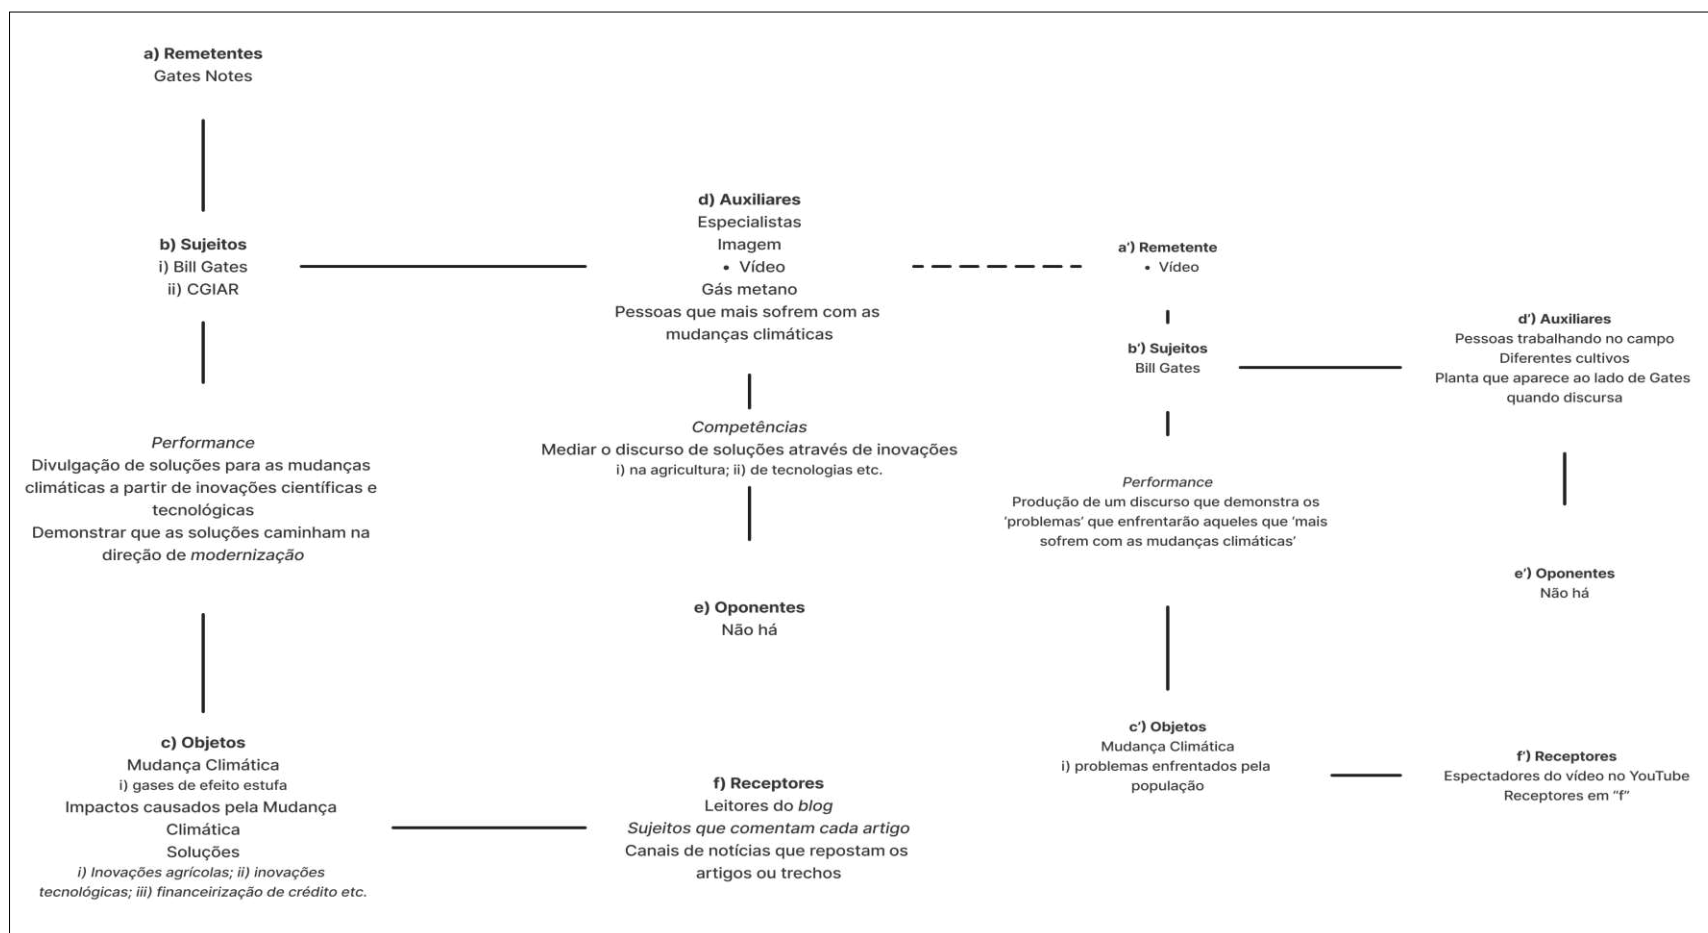 a) Remetentes
Gates Notes
b) Sujeitos
i) Bill Gates
ii) CGIAR
Performance
Divulgação de soluções para as mudanças
climáticas a partir de inovações científicas e
tecnológicas
Demonstrar que as soluções caminham na
direção de modernização
c) Objetos
Mudança Climática
i) gases de efeito estufa
Impactos causados pela Mudança
Climática
Soluções
i) Inovações agrícolas; ii) inovações
tecnológicas; iii) financeirização de crédito etc.
d) Auxiliares
Especialistas
Imagem
• Vídeo
Gás metano
Pessoas que mais sofrem com as
mudanças climáticas
Competências
Mediar o discurso de soluções através de inovações
i) na agricultura; ii) de tecnologias etc.
e) Oponentes
Não há
f) Receptores
Leitores do blog
Sujeitos que comentam cada artigo
Canais de notícias que repostam os
artigos ou trechos
a') Remetente
• Vídeo
b') Sujeitos
Bill Gates
Performance
Produção de um discurso que demonstra os
'problemas' que enfrentarão aqueles que 'mais
sofrem com as mudanças climáticas'
c') Objetos
Mudança Climática
i) problemas enfrentados pela
população
d') Auxiliares
Pessoas trabalhando no campo
Diferentes cultivos
Planta que aparece ao lado de Gates
quando discursa
e') Oponentes
Não há
f') Receptores
Espectadores do vídeo no YouTube
Receptores em "f"